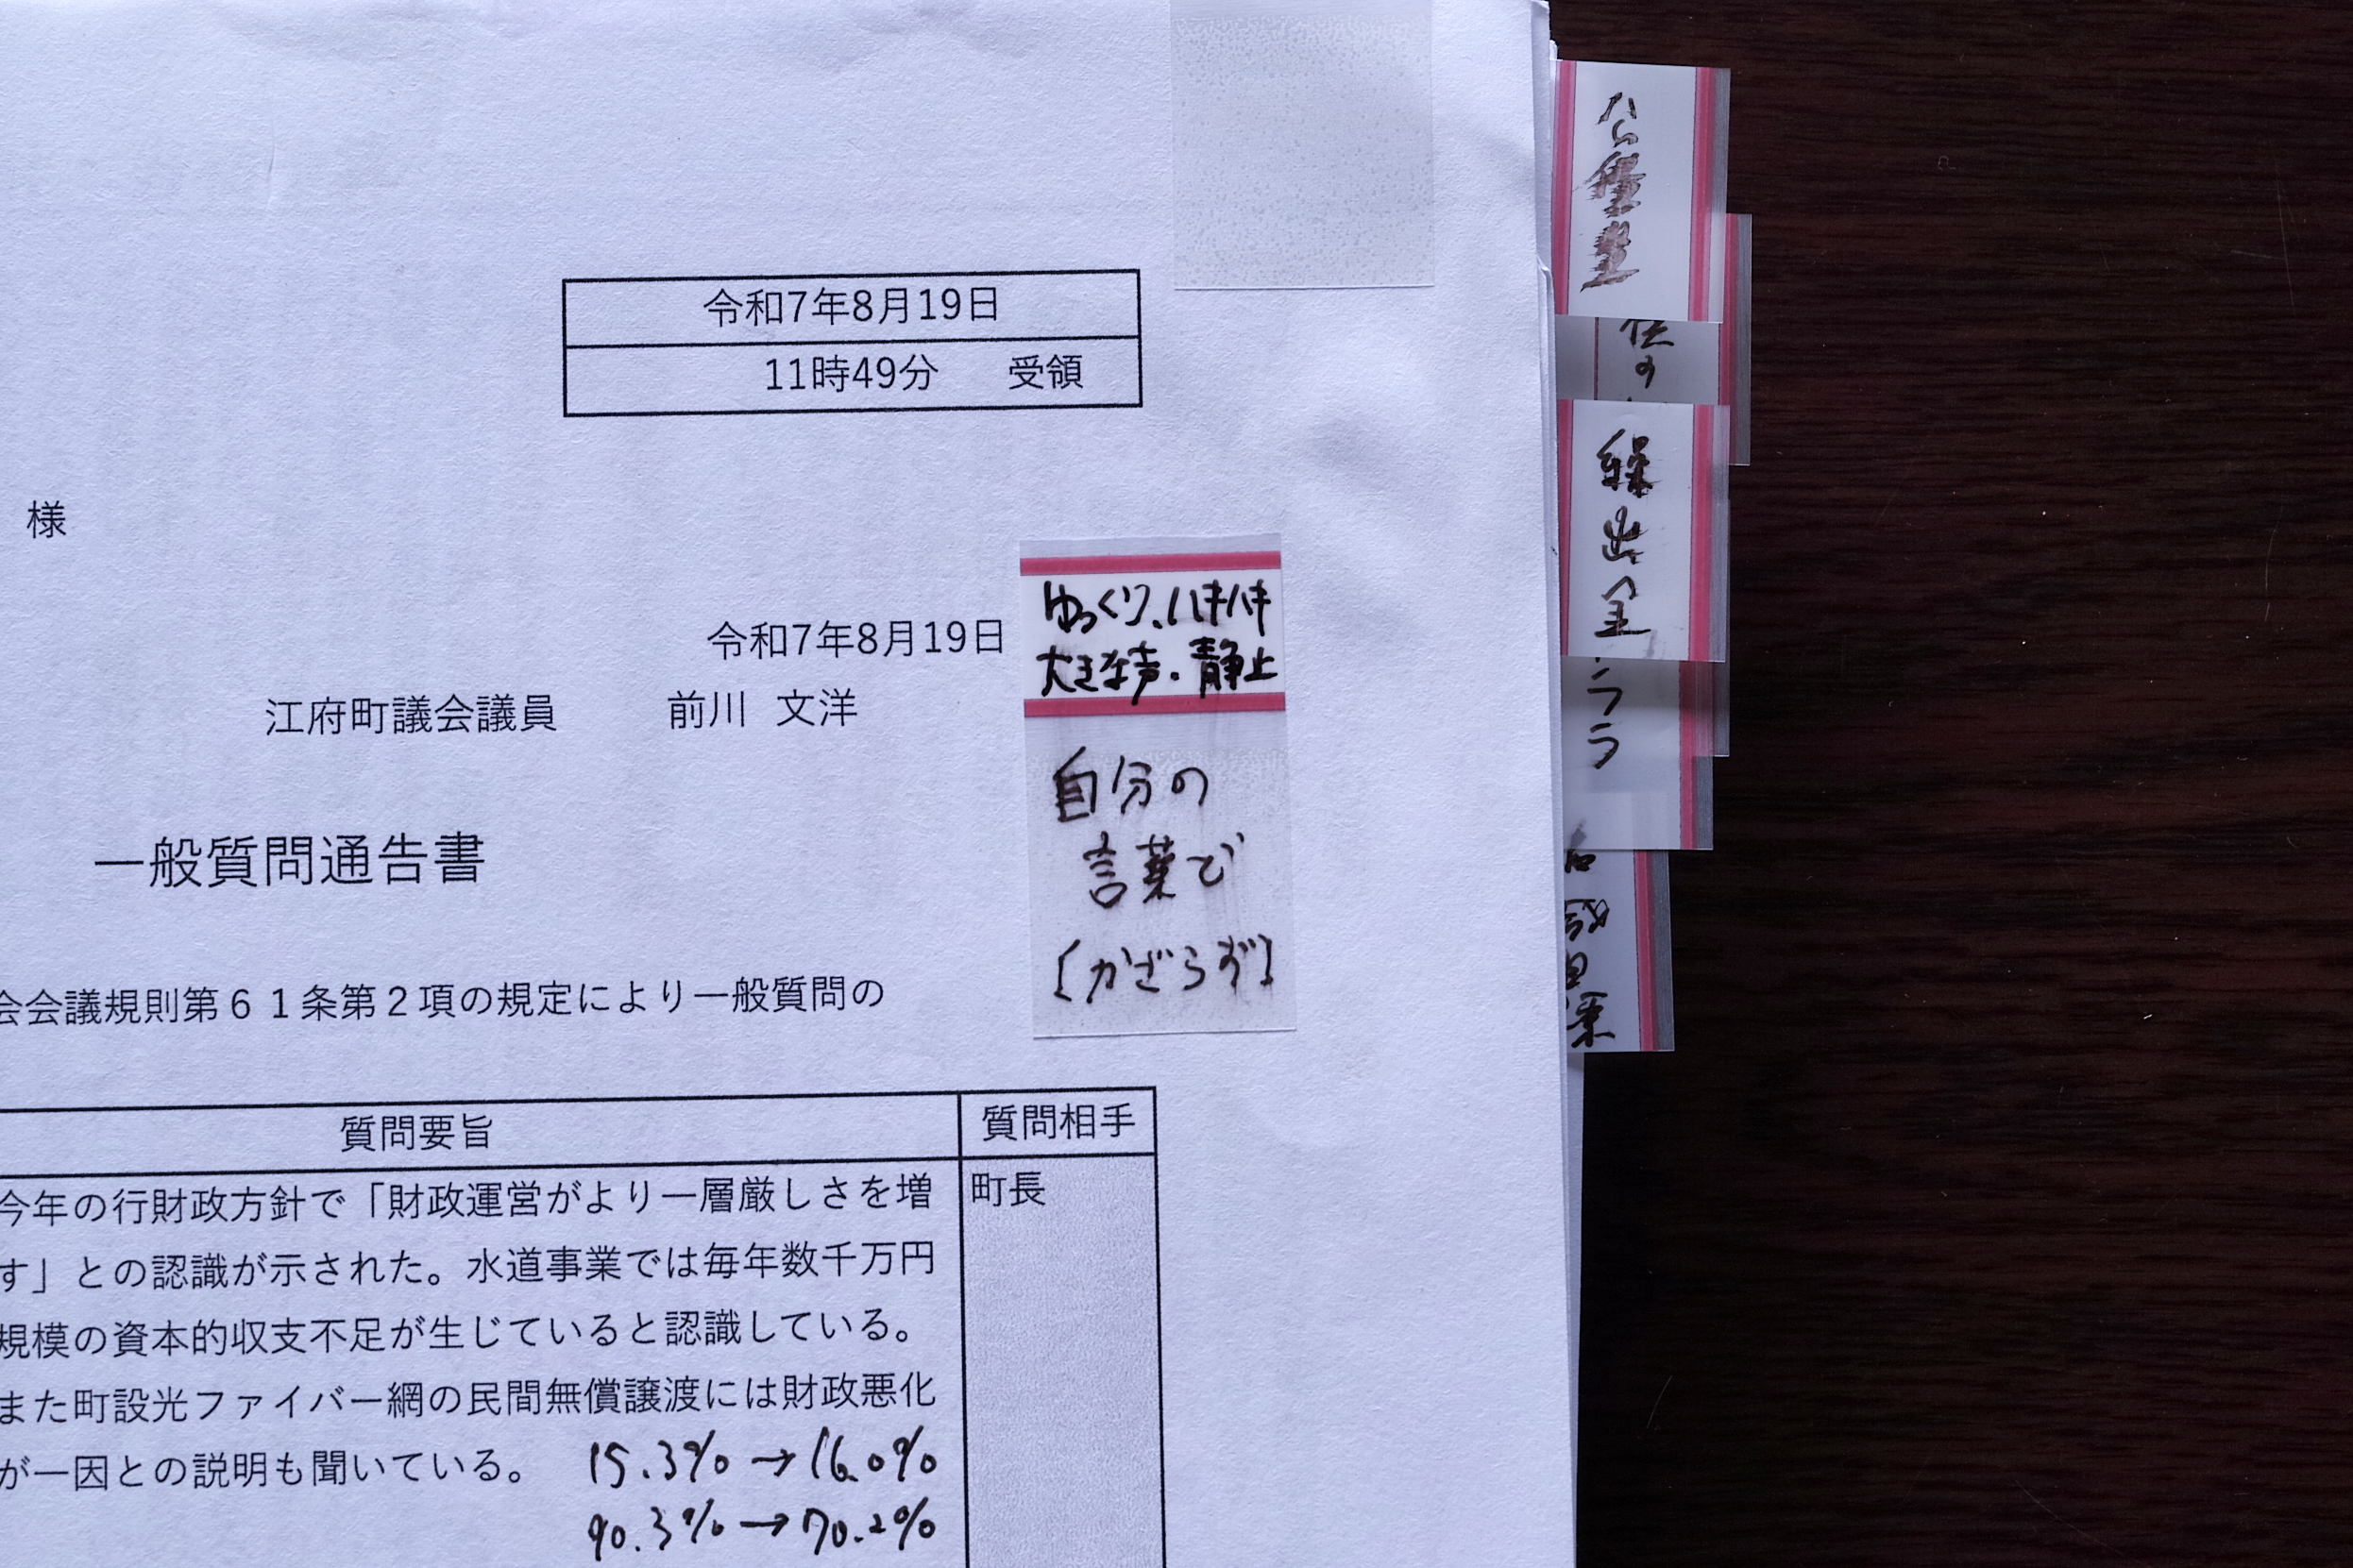 令和7年8月19日
11時49分 受領
様
令和7年8月19日
江府町議会議員 前川 文洋
ゆっくり、ハキハキ
大きな声・静止
自分の
言葉で
[かざらず]
一般質問通告書
会会議規則第61条第2項の規定により一般質問の
質問要旨 質問相手
今年の行財政方針で「財政運営がより一層厳しさを増
す」との認識が示された。水道事業では毎年数千万円
規模の資本的収支不足が生じていると認識している。
また町設光ファイバー網の民間無償譲渡には財政悪化
が一因との説明も聞いている。
町長
15.3%→16.0%
90.3%→70.2%
繰出金